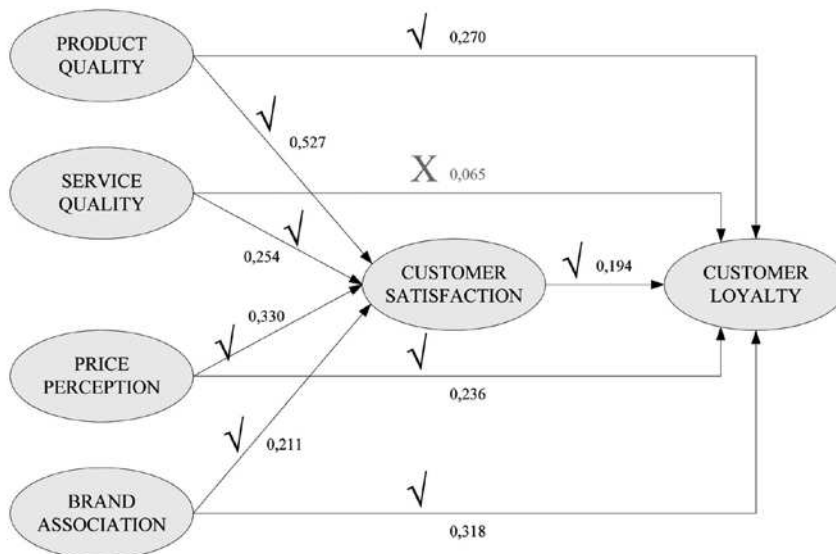 PRODUCT
QUALITY
√ 0,270
√ 0,527
SERVICE
QUALITY
X 0,065
√ 0,254
CUSTOMER
SATISFACTION
√ 0,194
CUSTOMER
LOYALTY
√ 0,330
PRICE
PERCEPTION
√ 0,236
√ 0,211
BRAND
ASSOCIATION
√ 0,318